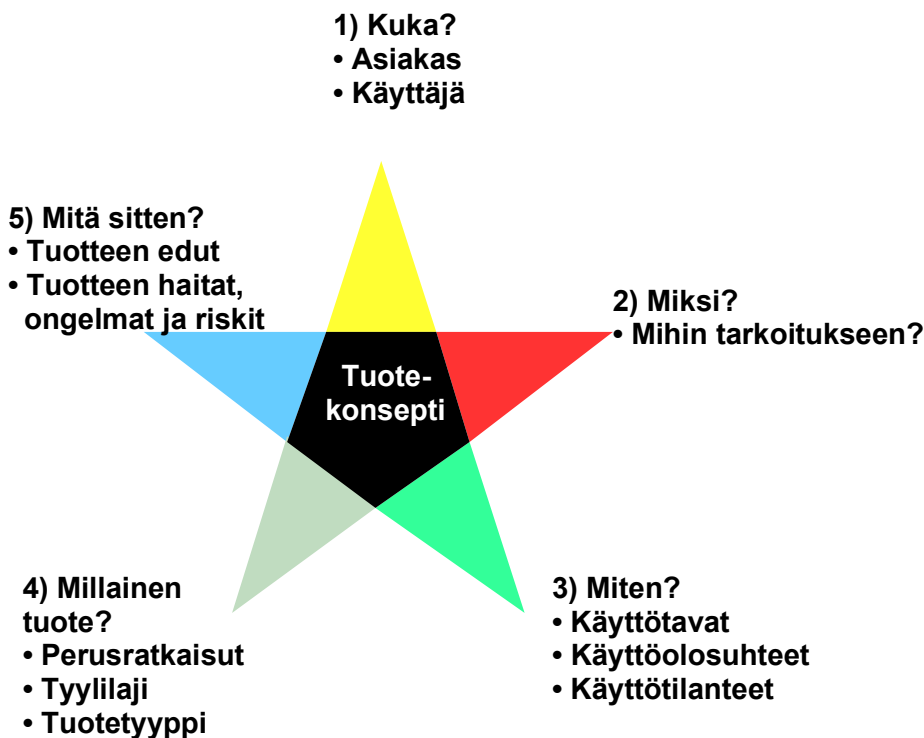 1) Kuka?
• Asiakas
• Käyttäjä
5) Mitä sitten?
• Tuotteen edut
• Tuotteen haitat,
ongelmat ja riskit
2) Miksi?
• Mihin tarkoitukseen?
Tuote-
konsepti
4) Millainen
tuote?
• Perusratkaisut
• Tyylilaji
• Tuotetyyppi
3) Miten?
• Käyttötavat
• Käyttöolosuhteet
• Käyttötilanteet